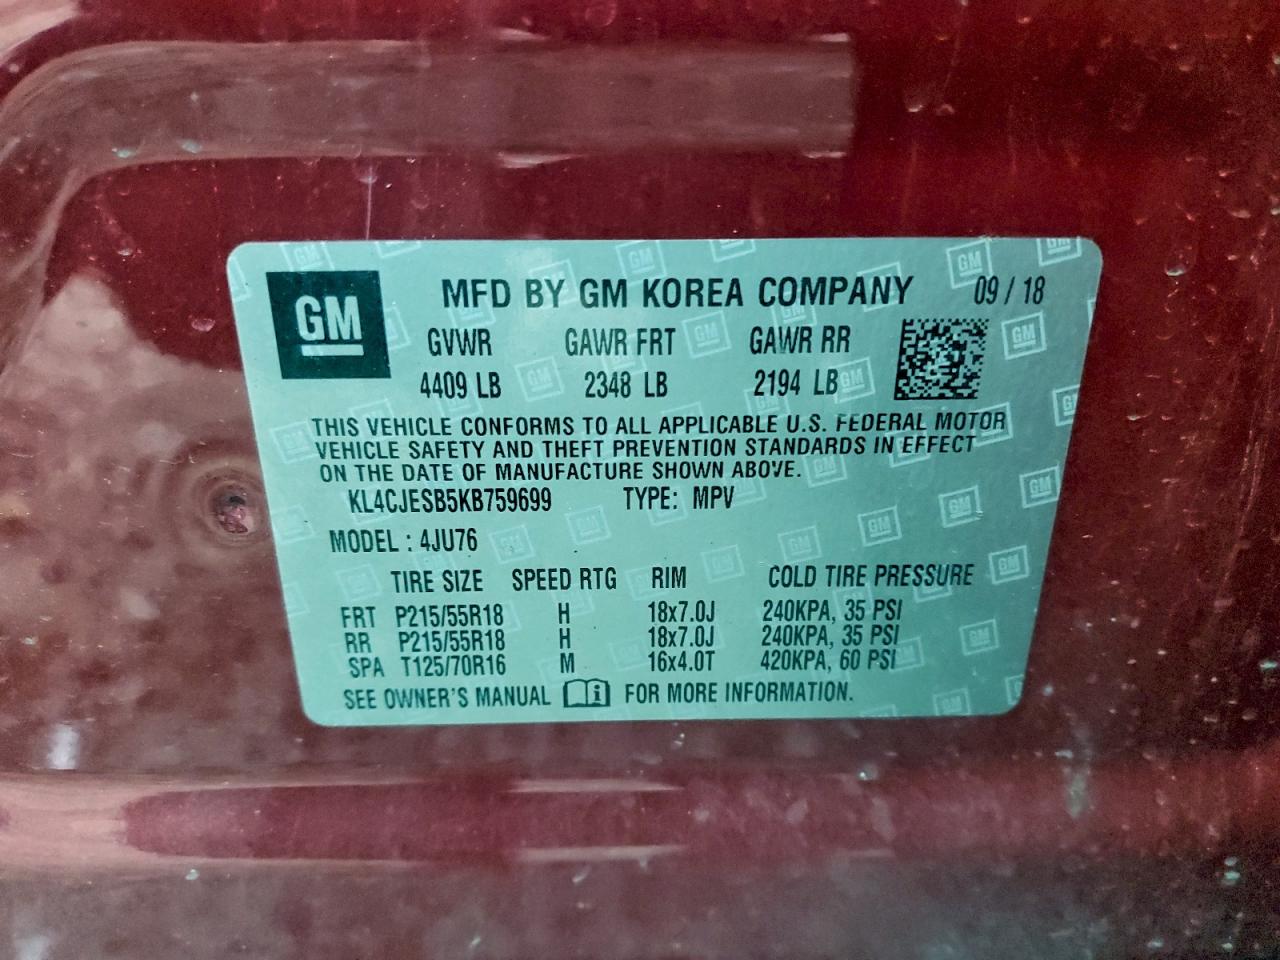 GM
MFD BY GM KOREA COMPANY 09 / 18
GVWR GAWR FRT GAWR RR
4409 LB 2348 LB 2194 LB
THIS VEHICLE CONFORMS TO ALL APPLICABLE U.S. FEDERAL MOTOR
VEHICLE SAFETY AND THEFT PREVENTION STANDARDS IN EFFECT
ON THE DATE OF MANUFACTURE SHOWN ABOVE.
KL4CJESB5KB759699 TYPE: MPV
MODEL : 4JU76
TIRE SIZE SPEED RTG RIM COLD TIRE PRESSURE
FRT P215/55R18 H 18x7.0J 240KPA, 35 PSI
RR P215/55R18 H 18x7.0J 240KPA, 35 PSI
SPA T125/70R16 M 16x4.0T 420KPA, 60 PSI
SEE OWNER'S MANUAL i FOR MORE INFORMATION.